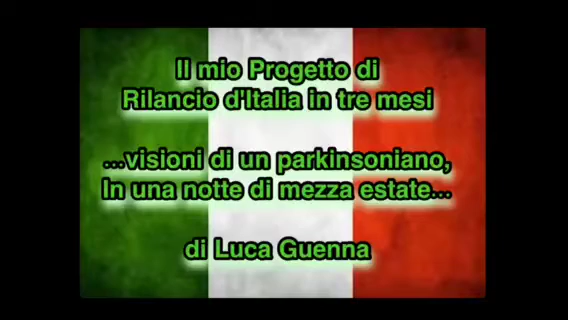 Il mio Progetto di
Rilancio d'Italia in tre mesi
...visioni di un parkinsoniano,
In una notte di mezza estate...
di Luca Guenna